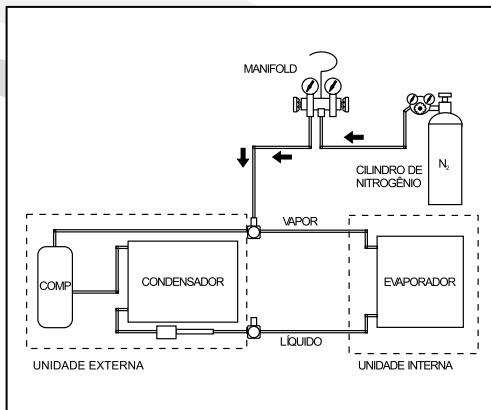 MANIFOLD
CILINDRO DE
NITROGÊNIO
N₂
VAPOR
COMP
CONDENSADOR
EVAPORADOR
LÍQUIDO
UNIDADE EXTERNA
UNIDADE INTERNA